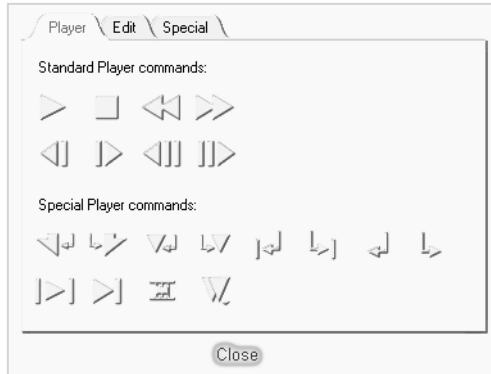 Player Edit Special
Standard Player commands:
Special Player commands:
Close